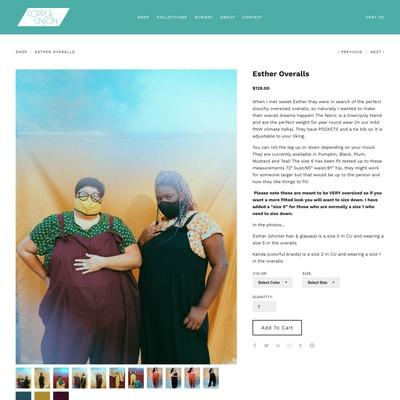 COPPER UNION
SHOP COLLECTIONS RUNWAY ABOUT CONTACT
CART (0)
SHOP ESTHER OVERALLS
‹ PREVIOUS / NEXT ›
Esther Overalls
$128.00
When I met sweet Esther they were in search of the perfect
slouchy oversized overalls, so naturally I wanted to make
their overall dreams happen! The fabric is a linen/poly blend
and are the perfect weight for year round wear (in our mild
PNW climate haha). They have POCKETS and a tie bib so it is
adjustable to your liking.
You can roll the leg up or down depending on your mood.
They are currently available in Pumpkin, Black, Plum,
Mustard and Teal! The size 6 has been fit tested up to these
measurements 72" bust/65" waist/81" hip, they might work
for someone larger but that would be up to the person and
how they like things to fit!
Please note these are meant to be VERY oversized so if you
want a more fitted look you will want to size down. I have
added a "size 0" for those who are normally a size 1 who
need to size down.
In the photos...
Esther (shorter hair & glasses) is a size 5 in CU and wearing a
size 5 in the overalls
Kanda (colorful braids) is a size 2 in CU and wearing a size 1
in the overalls
COLOR: SIZE:
Select Color Select Size
QUANTITY:
1
Add To Cart